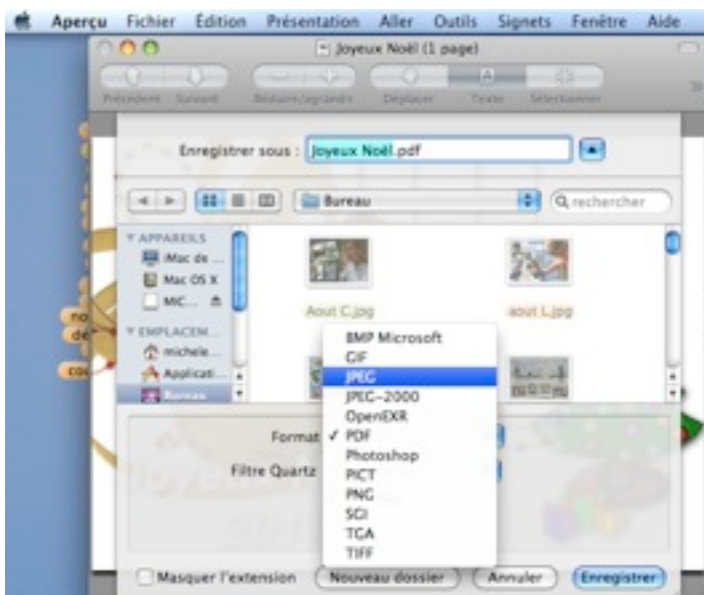 Aperçu Fichier Édition Présentation Aller Outils Signets Fenêtre Aide
Joyeux Noël (1 page)
Précédent Suivant Réduire/agrandir Déplacer Texte Sélectionner
Enregistrer sous : Joyeux Noël.pdf
Bureau
rechercher
APPAREILS
iMac de ...
Mac OS X
MIC...
EMPLACEM...
michele...
Applicati...
Bureau
Aout C.jpg
aout L.jpg
BMP Microsoft
GIF
JPEG
JPEG-2000
OpenEXR
Format ✓ PDF
Photoshop
Filtre Quartz
PICT
PNG
SGI
TGA
TIFF
Masquer l'extension
Nouveau dossier
Annuler
Enregistrer